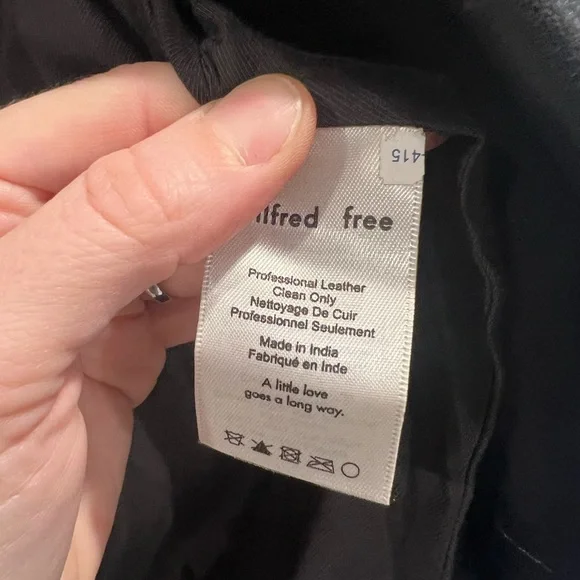 -415
ilfred free
Professional Leather
Clean Only
Nettoyage De Cuir
Professionnel Seulement
Made in India
Fabriqué en Inde
A little love
goes a long way.